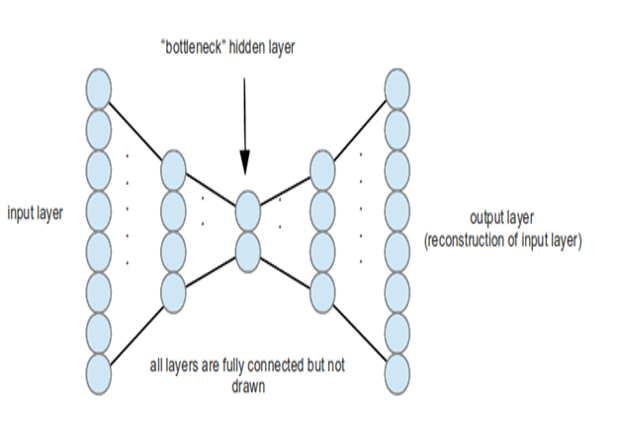 "bottleneck" hidden layer
input layer
output layer
(reconstruction of input layer)
all layers are fully connected but not
drawn